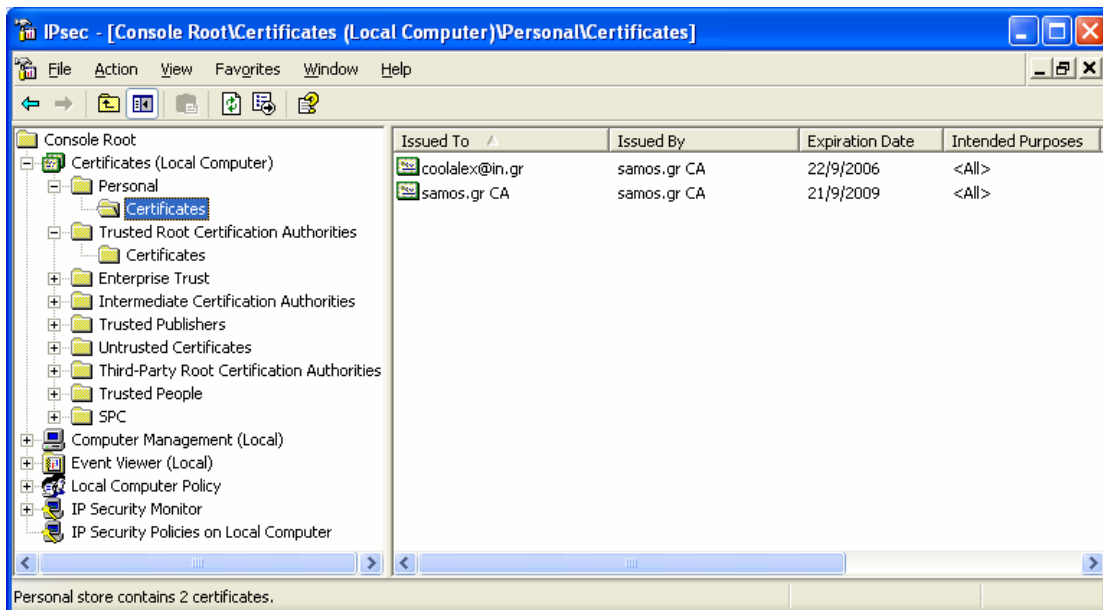 IPsec - [Console Root\Certificates (Local Computer)\Personal\Certificates]
File Action View Favorites Window Help
Console Root
Certificates (Local Computer)
Personal
Certificates
Trusted Root Certification Authorities
Certificates
Enterprise Trust
Intermediate Certification Authorities
Trusted Publishers
Untrusted Certificates
Third-Party Root Certification Authorities
Trusted People
SPC
Computer Management (Local)
Event Viewer (Local)
Local Computer Policy
IP Security Monitor
IP Security Policies on Local Computer
Issued To Issued By Expiration Date Intended Purposes
coolalex@in.gr samos.gr CA 22/9/2006 <All>
samos.gr CA samos.gr CA 21/9/2009 <All>
Personal store contains 2 certificates.